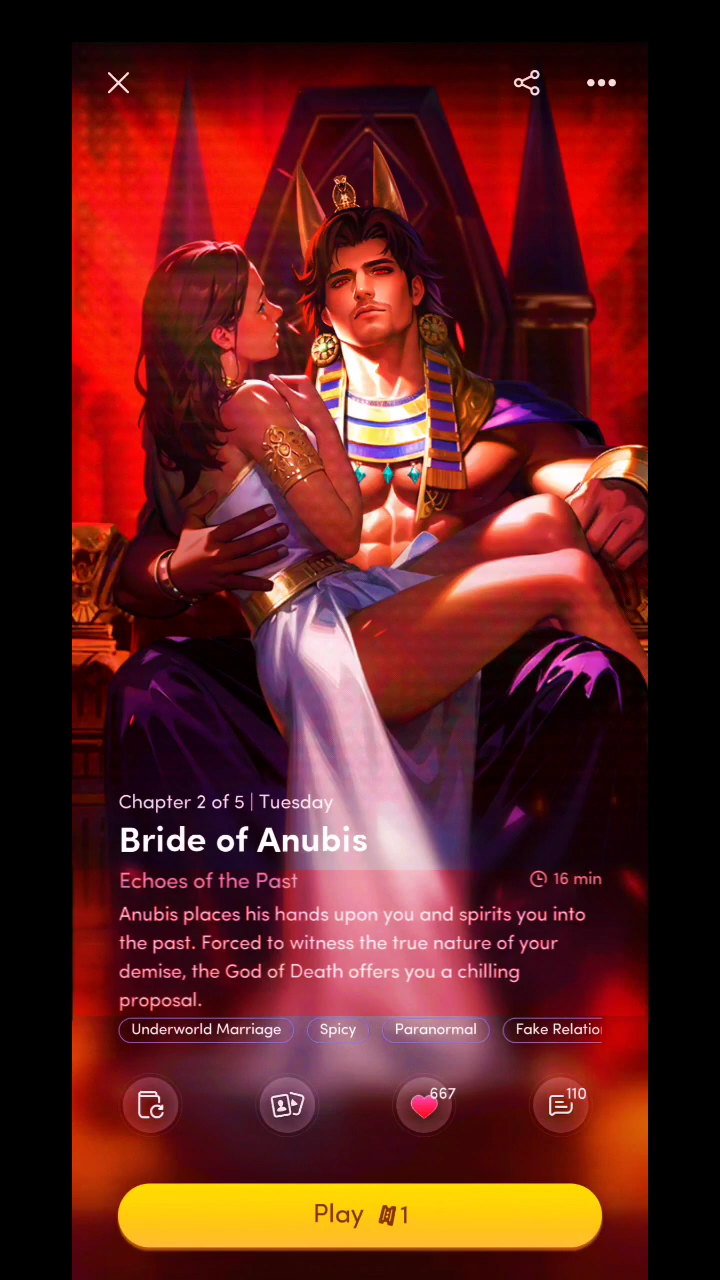 Chapter 2 of 5 | Tuesday
Bride of Anubis
Echoes of the Past
16 min
Anubis places his hands upon you and spirits you into
the past. Forced to witness the true nature of your
demise, the God of Death offers you a chilling
proposal.
Underworld Marriage
Spicy
Paranormal
Fake Relatio
667
110
Play 1